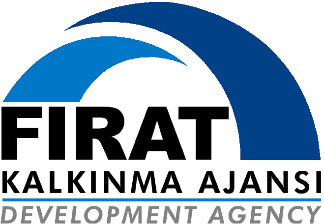 FIRAT
KALKINMA AJANSI
DEVELOPMENT AGENCY